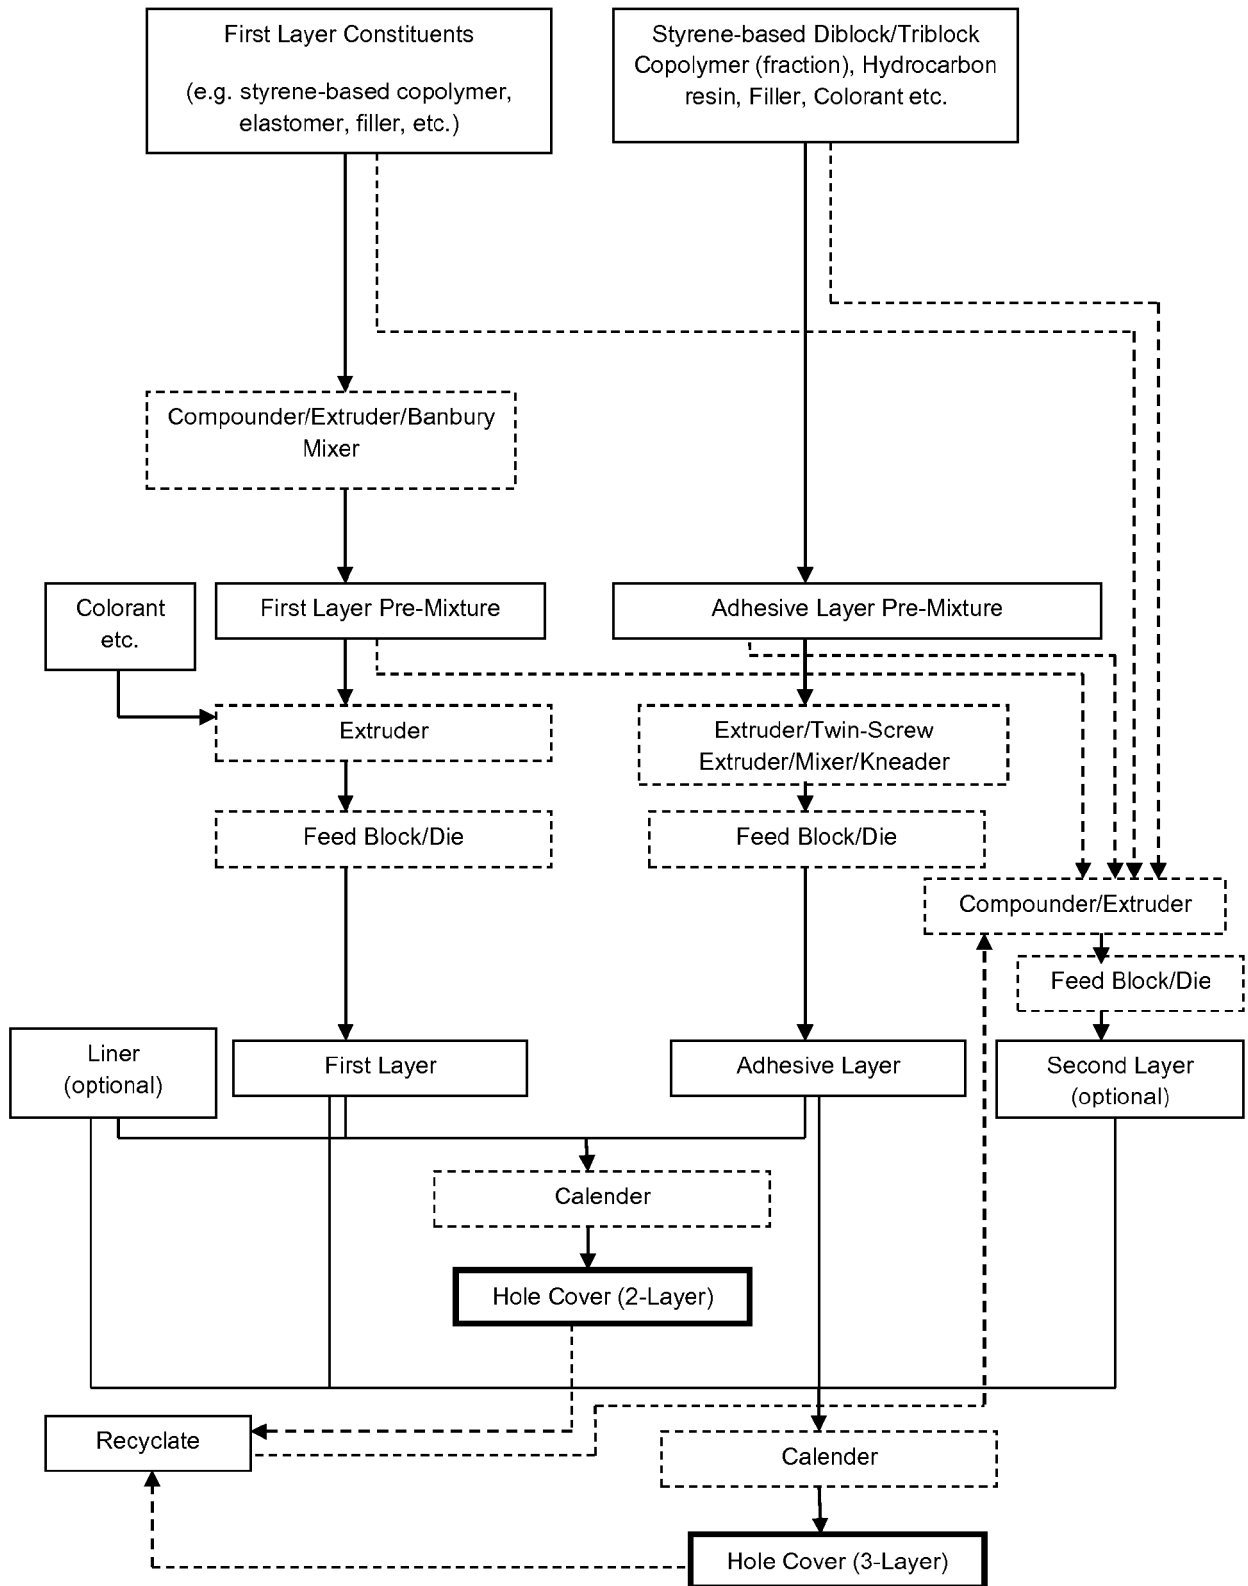 First Layer Constituents
(e.g. styrene-based copolymer,
elastomer, filler, etc.)
Styrene-based Diblock/Triblock
Copolymer (fraction), Hydrocarbon
resin, Filler, Colorant etc.
Compounder/Extruder/Banbury
Mixer
Colorant
etc.
First Layer Pre-Mixture
Adhesive Layer Pre-Mixture
Extruder
Extruder/Twin-Screw
Extruder/Mixer/Kneader
Feed Block/Die
Feed Block/Die
Compounder/Extruder
Feed Block/Die
Liner
(optional)
First Layer
Adhesive Layer
Second Layer
(optional)
Calender
Hole Cover (2-Layer)
Recyclate
Calender
Hole Cover (3-Layer)